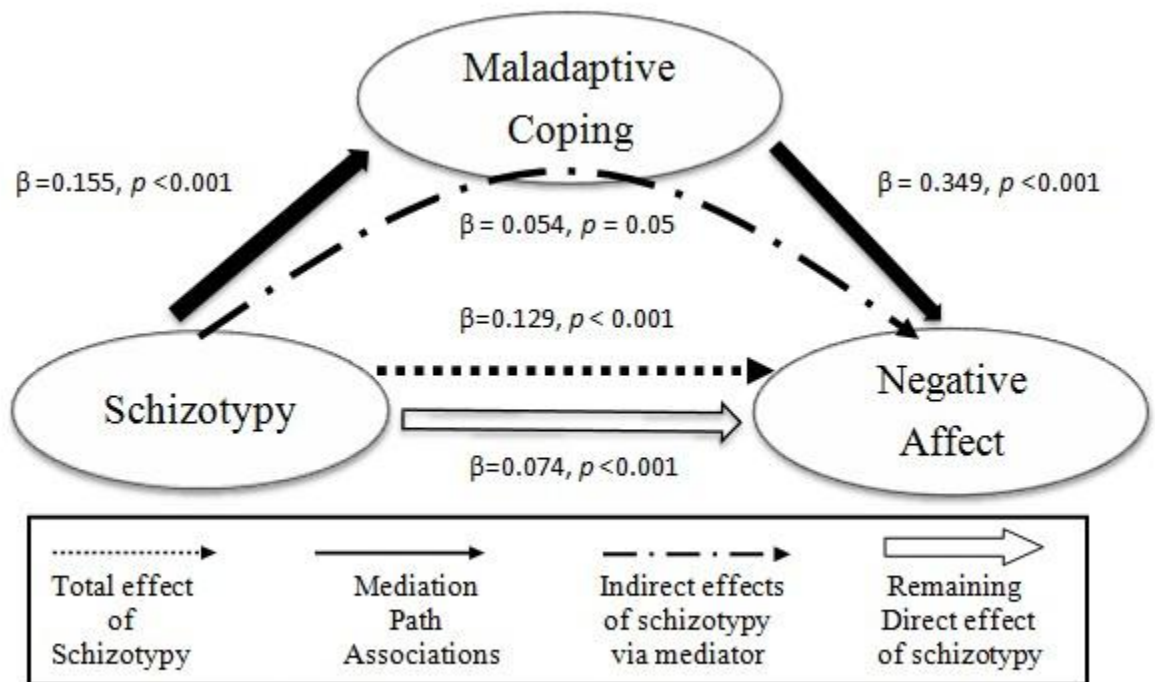 Maladaptive
Coping
β=0.155, p <0.001
β = 0.349, p <0.001
β = 0.054, p = 0.05
β=0.129, p < 0.001
Schizotypy
Negative
Affect
β=0.074, p <0.001
Total effect
of
Schizotypy
Mediation
Path
Associations
Indirect effects
of schizotypy
via mediator
Remaining
Direct effect
of schizotypy